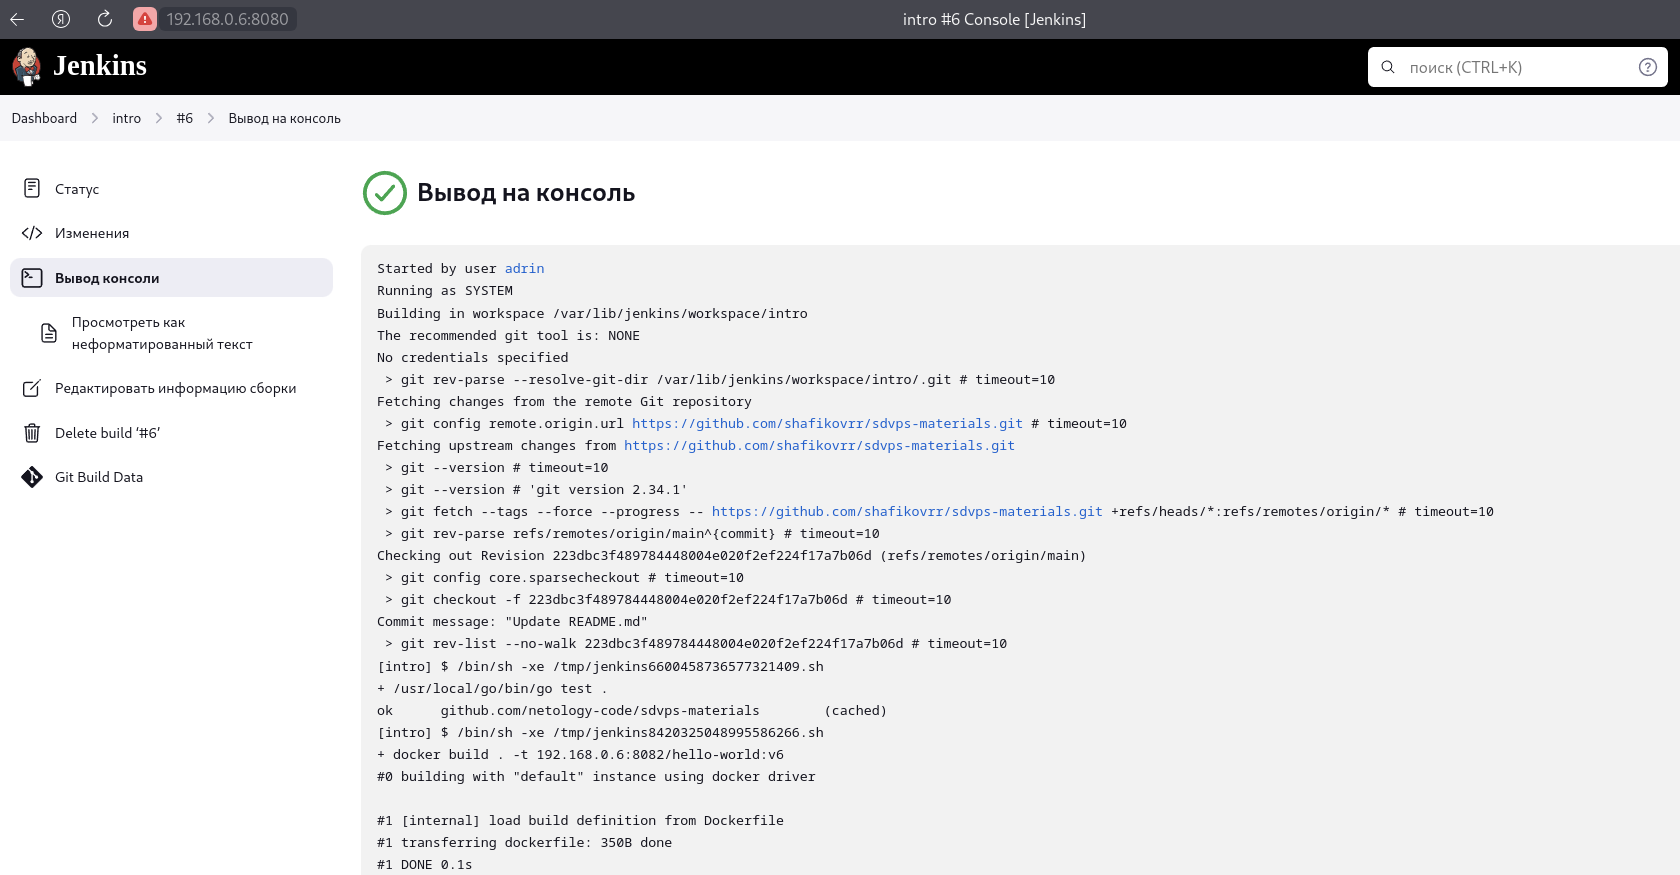 192.168.0.6:8080
intro #6 Console [Jenkins]
Jenkins
поиск (CTRL+K)
Dashboard
intro
#6
Вывод на консоль
Статус
Изменения
Вывод консоли
Просмотреть как
неформатированный текст
Редактировать информацию сборки
Delete build ‘#6’
Git Build Data
Вывод на консоль
Started by user adrin
Running as SYSTEM
Building in workspace /var/lib/jenkins/workspace/intro
The recommended git tool is: NONE
No credentials specified
> git rev-parse --resolve-git-dir /var/lib/jenkins/workspace/intro/.git # timeout=10
Fetching changes from the remote Git repository
> git config remote.origin.url https://github.com/shafikovrr/sdvps-materials.git # timeout=10
Fetching upstream changes from https://github.com/shafikovrr/sdvps-materials.git
> git --version # timeout=10
> git --version # 'git version 2.34.1'
> git fetch --tags --force --progress -- https://github.com/shafikovrr/sdvps-materials.git +refs/heads/*:refs/remotes/origin/* # timeout=10
> git rev-parse refs/remotes/origin/main^{commit} # timeout=10
Checking out Revision 223dbc3f489784448004e020f2ef224f17a7b06d (refs/remotes/origin/main)
> git config core.sparsecheckout # timeout=10
> git checkout -f 223dbc3f489784448004e020f2ef224f17a7b06d # timeout=10
Commit message: "Update README.md"
> git rev-list --no-walk 223dbc3f489784448004e020f2ef224f17a7b06d # timeout=10
[intro] $ /bin/sh -xe /tmp/jenkins6600458736577321409.sh
+ /usr/local/go/bin/go test .
ok github.com/netology-code/sdvps-materials (cached)
[intro] $ /bin/sh -xe /tmp/jenkins8420325048995586266.sh
+ docker build . -t 192.168.0.6:8082/hello-world:v6
#0 building with "default" instance using docker driver
#1 [internal] load build definition from Dockerfile
#1 transferring dockerfile: 350B done
#1 DONE 0.1s